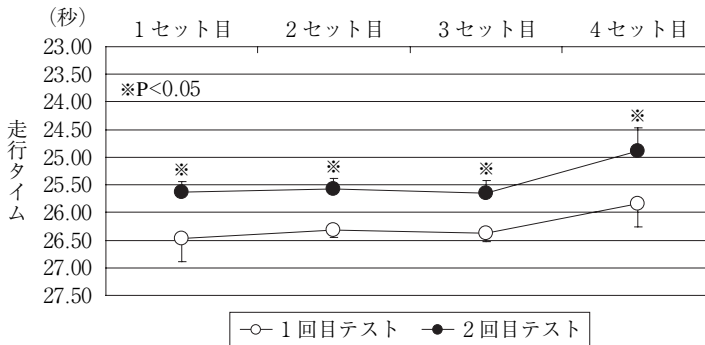 （秒）
１セット目 ２セット目 ３セット目 ４セット目
23.00
23.50
24.00
24.50
25.00
25.50
26.00
26.50
27.00
27.50
走行タイム
※P<0.05
※ ※ ※ ※
１回目テスト ２回目テスト